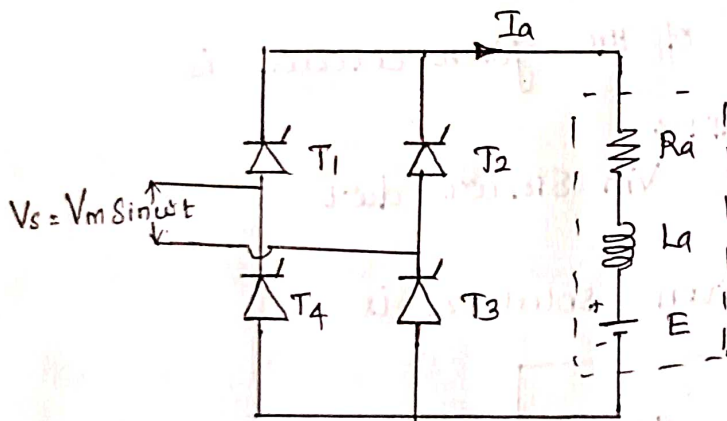 Ia
T1
T2
Ra
Vs = Vm Sinωt
La
T4
T3
+
E
-